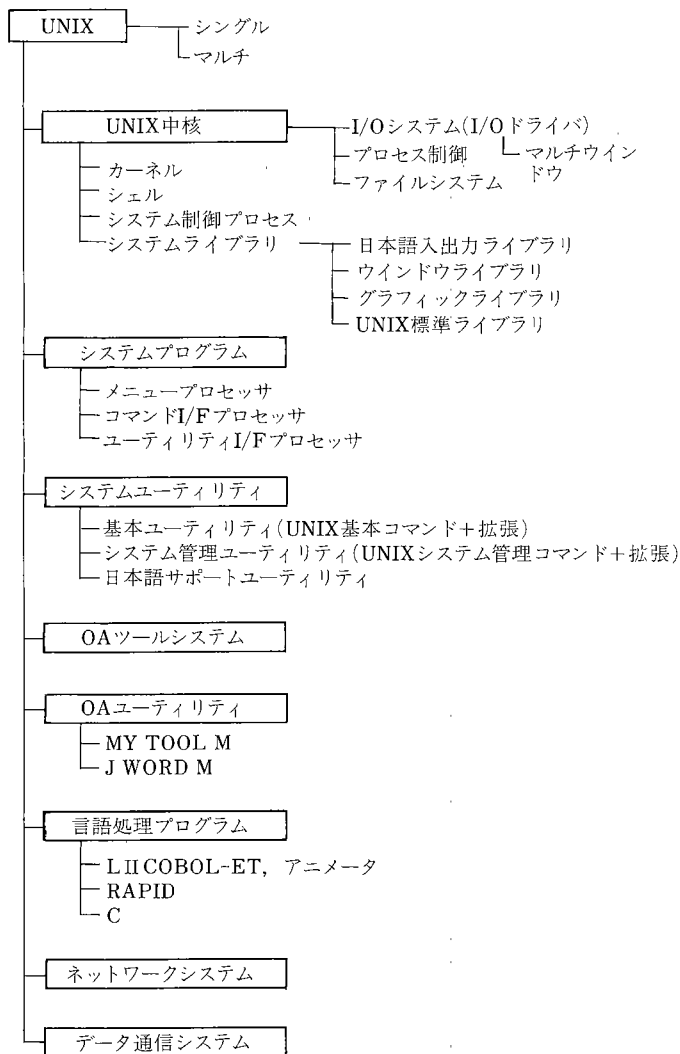 UNIX
シングル
マルチ
UNIX中核
I/Oシステム(I/Oドライバ)
プロセス制御
マルチウイン
ドウ
ファイルシステム
カーネル
シェル
システム制御プロセス
システムライブラリ
日本語入出力ライブラリ
ウインドウライブラリ
グラフィックライブラリ
UNIX標準ライブラリ
システムプログラム
メニュープロセッサ
コマンドI/Fプロセッサ
ユーティリティI/Fプロセッサ
システムユーティリティ
基本ユーティリティ(UNIX基本コマンド+拡張)
システム管理ユーティリティ(UNIXシステム管理コマンド+拡張)
日本語サポートユーティリティ
OAツールシステム
OAユーティリティ
MY TOOL M
J WORD M
言語処理プログラム
LⅡCOBOL-ET, アニメータ
RAPID
C
ネットワークシステム
データ通信システム